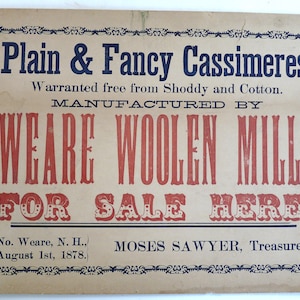 Plain & Fancy Cassimeres
Warranted free from Shoddy and Cotton.
MANUFACTURED BY
WEARE WOOLEN MILL
FOR SALE HERE
No. Weare, N. H.,
August 1st, 1878.
MOSES SAWYER, Treasure